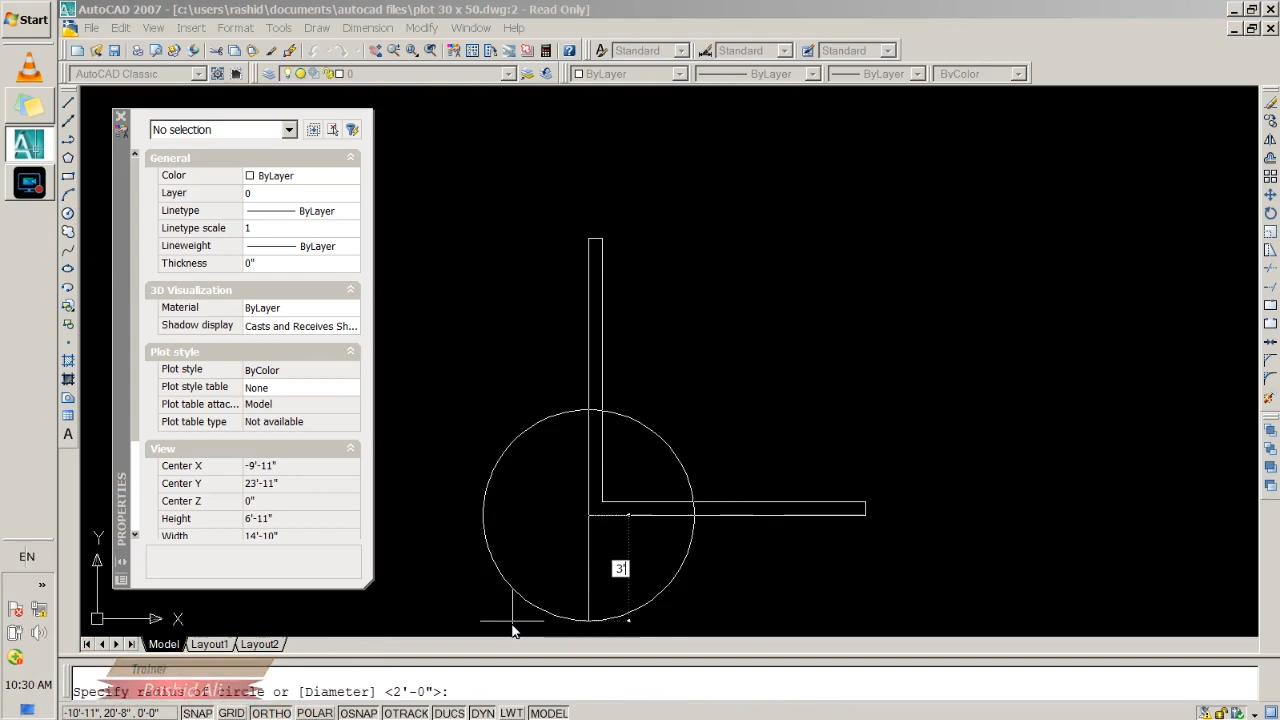 Start
AutoCAD 2007 - [c:\users\rashid\documents\autocad files\plot 30 x 50.dwg:2 - Read Only]
File Edit View Insert Format Tools Draw Dimension Modify Window Help
Standard Standard Standard
AutoCAD Classic 0 ByLayer ByLayer ByLayer ByColor
No selection
General
Color ByLayer
Layer 0
Linetype ByLayer
Linetype scale 1
Lineweight ByLayer
Thickness 0"
3D Visualization
Material ByLayer
Shadow display Casts and Receives Sh...
Plot style
Plot style ByColor
Plot style table None
Plot table attac... Model
Plot table type Not available
View
Center X -9'-11"
Center Y 23'-11"
Center Z 0"
Height 6'-11"
Width 14'-10"
PROPERTIES
3'
EN
Y
X
Model Layout1 Layout2
Trainer
Rashid Ali
Specify radius of circle or [Diameter] <2'-0">:
10:30 AM
-10'-11", 20'-8", 0'-0" SNAP GRID ORTHO POLAR OSNAP OTRACK DUCS DYN LWT MODEL